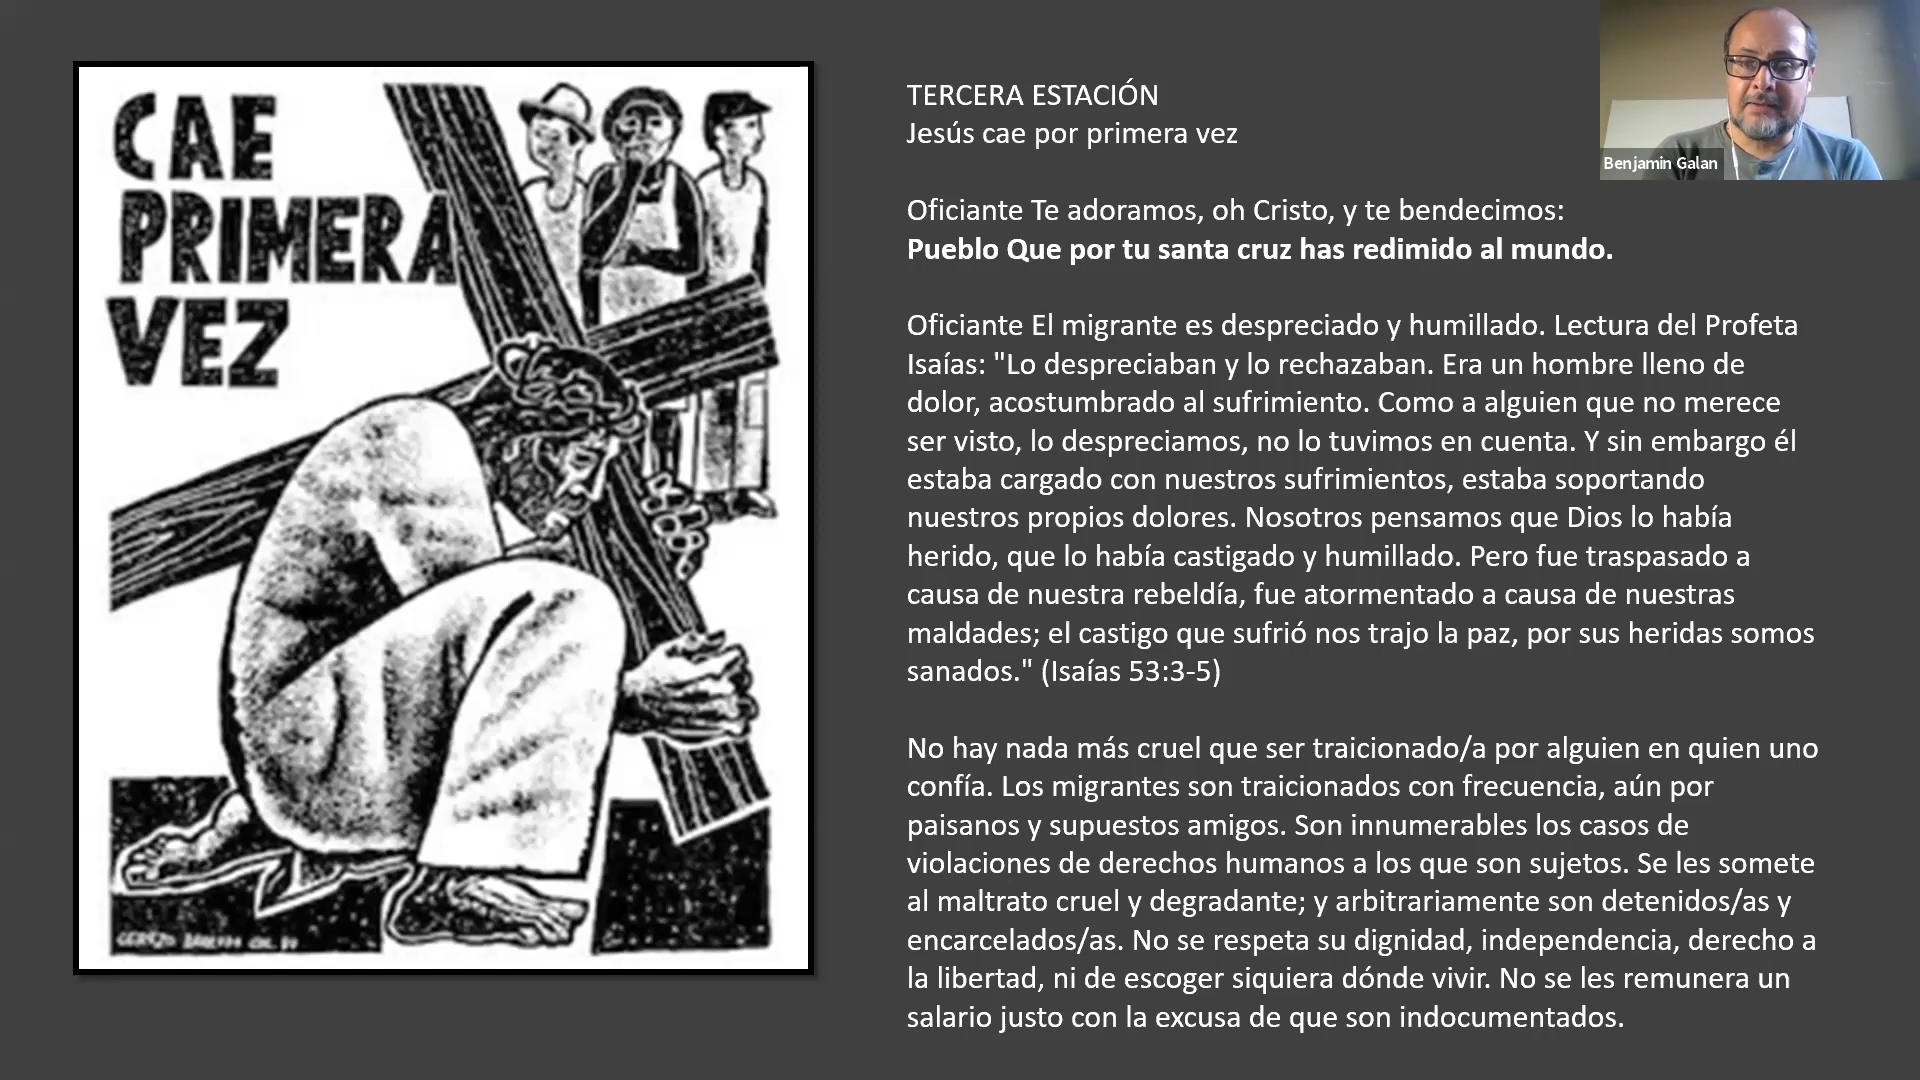 CAE
PRIMERA
VEZ
TERCERA ESTACIÓN
Jesús cae por primera vez
Oficiante Te adoramos, oh Cristo, y te bendecimos:
Pueblo Que por tu santa cruz has redimido al mundo.
Oficiante El migrante es despreciado y humillado. Lectura del Profeta
Isaías: "Lo despreciaban y lo rechazaban. Era un hombre lleno de
dolor, acostumbrado al sufrimiento. Como a alguien que no merece
ser visto, lo despreciamos, no lo tuvimos en cuenta. Y sin embargo él
estaba cargado con nuestros sufrimientos, estaba soportando
nuestros propios dolores. Nosotros pensamos que Dios lo había
herido, que lo había castigado y humillado. Pero fue traspasado a
causa de nuestra rebeldía, fue atormentado a causa de nuestras
maldades; el castigo que sufrió nos trajo la paz, por sus heridas somos
sanados." (Isaías 53:3-5)
No hay nada más cruel que ser traicionado/a por alguien en quien uno
confía. Los migrantes son traicionados con frecuencia, aún por
paisanos y supuestos amigos. Son innumerables los casos de
violaciones de derechos humanos a los que son sujetos. Se les somete
al maltrato cruel y degradante; y arbitrariamente son detenidos/as y
encarcelados/as. No se respeta su dignidad, independencia, derecho a
la libertad, ni de escoger siquiera dónde vivir. No se les remunera un
salario justo con la excusa de que son indocumentados.
Benjamin Galan